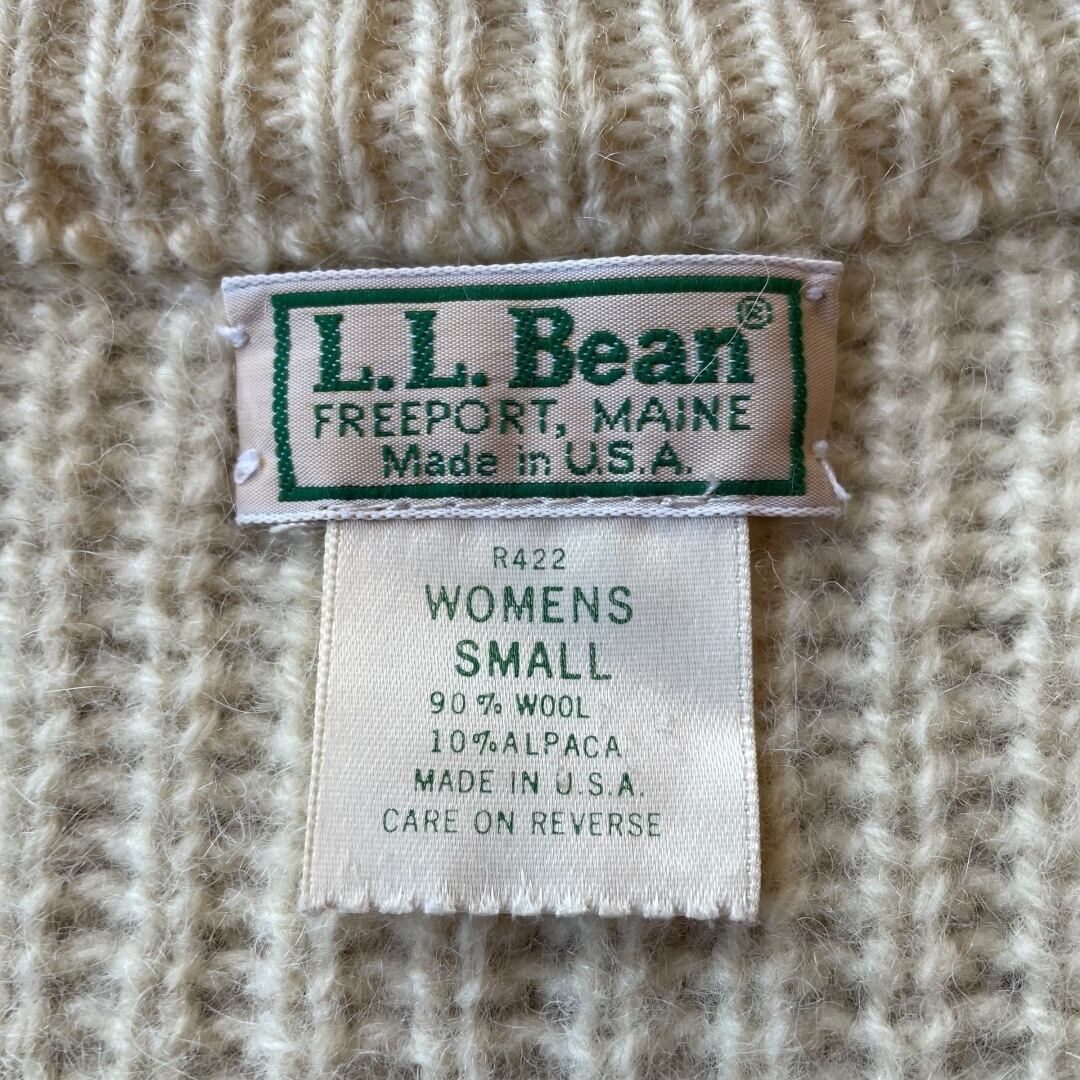 L.L. Bean®
FREEPORT, MAINE
Made in U.S.A.
R422
WOMENS
SMALL
90% WOOL
10% ALPACA
MADE IN U.S.A.
CARE ON REVERSE